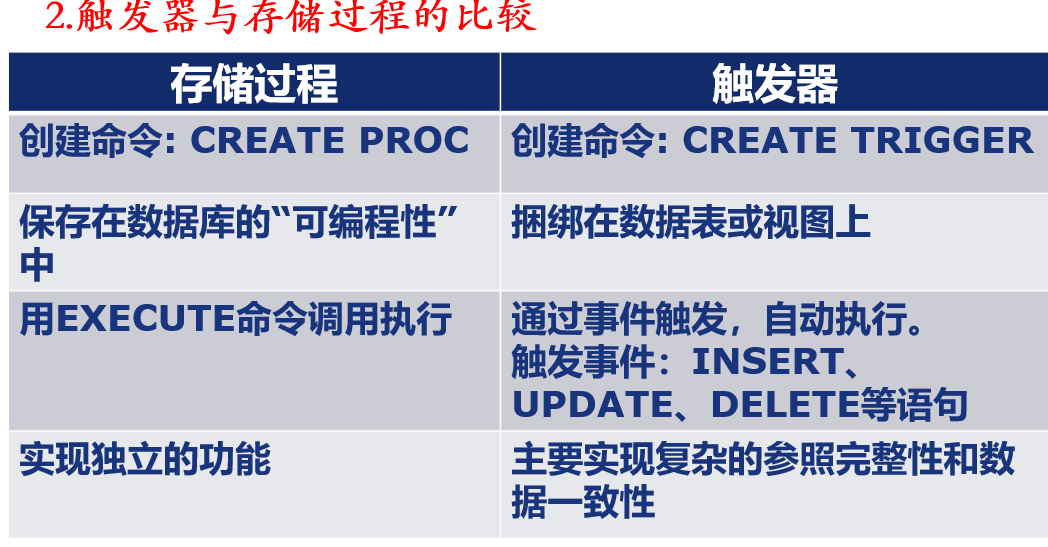 2.触发器与存储过程的比较
存储过程
触发器
创建命令: CREATE PROC
创建命令: CREATE TRIGGER
保存在数据库的“可编程性”
中
捆绑在数据表或视图上
用EXECUTE命令调用执行
通过事件触发，自动执行。
触发事件：INSERT、
UPDATE、DELETE等语句
实现独立的功能
主要实现复杂的参照完整性和数
据一致性